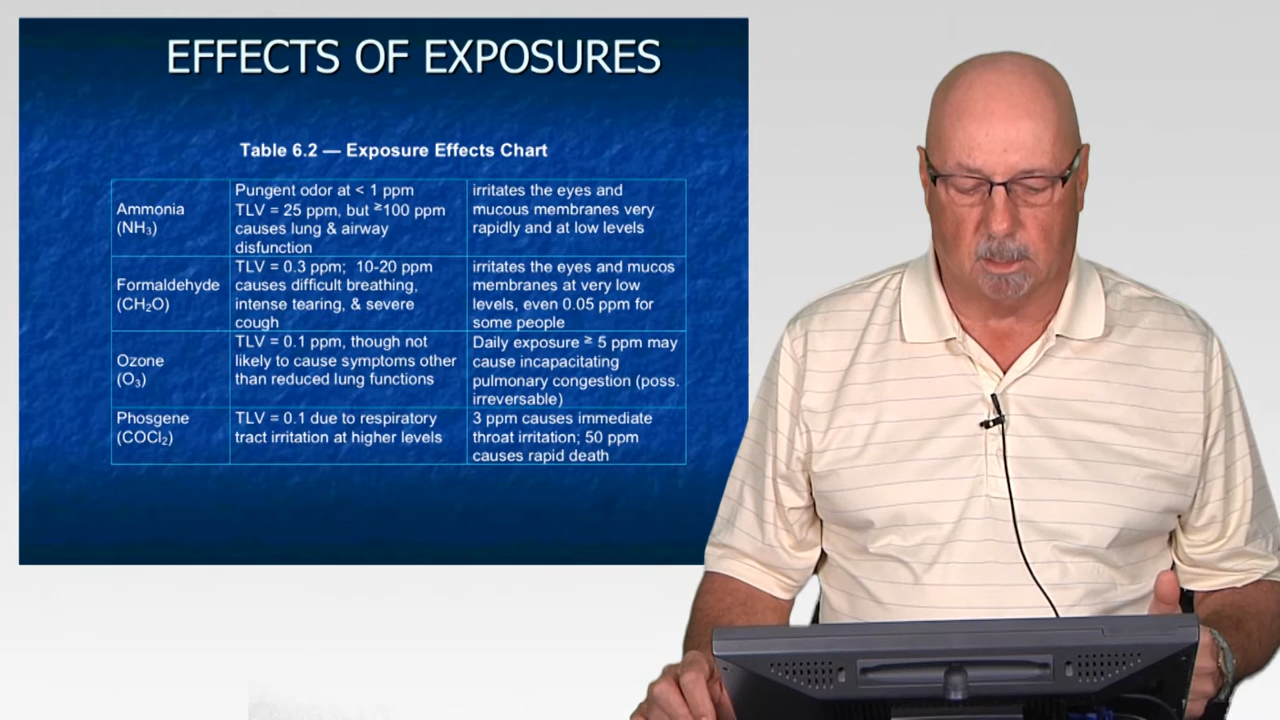 EFFECTS OF EXPOSURES
Table 6.2 — Exposure Effects Chart
Ammonia
(NH₃)
Pungent odor at < 1 ppm
TLV = 25 ppm, but ≥100 ppm
causes lung & airway
disfunction
irritates the eyes and
mucous membranes very
rapidly and at low levels
Formaldehyde
(CH₂O)
TLV = 0.3 ppm;  10-20 ppm
causes difficult breathing,
intense tearing, & severe
cough
irritates the eyes and mucos
membranes at very low
levels, even 0.05 ppm for
some people
Ozone
(O₃)
TLV = 0.1 ppm, though not
likely to cause symptoms other
than reduced lung functions
Daily exposure ≥ 5 ppm may
cause incapacitating
pulmonary congestion (poss.
irreversable)
Phosgene
(COCl₂)
TLV = 0.1 due to respiratory
tract irritation at higher levels
3 ppm causes immediate
throat irritation; 50 ppm
causes rapid death